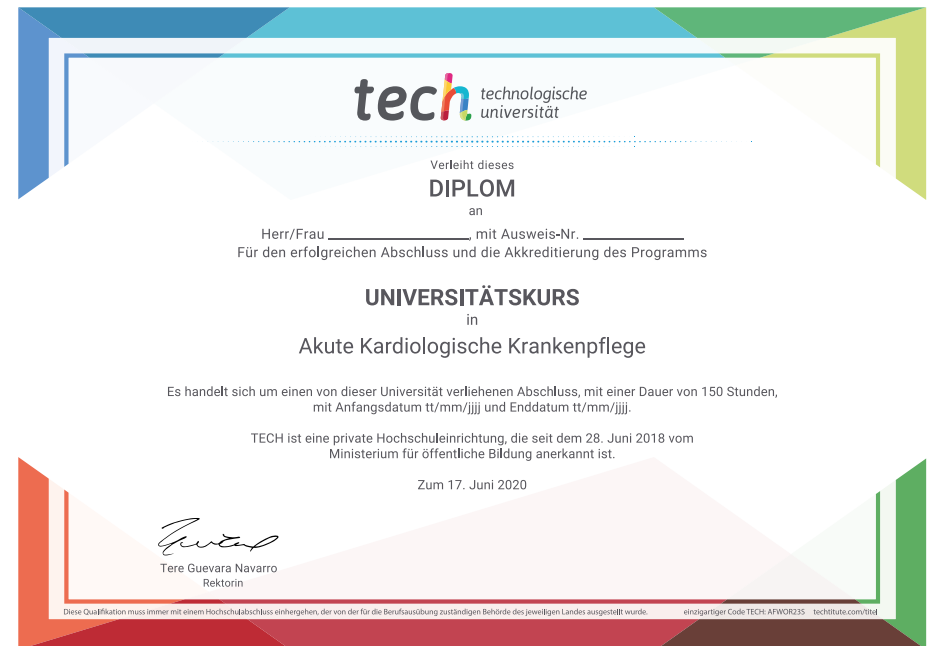 tech technologische
universität
Verleiht dieses
DIPLOM
an
Herr/Frau ____________________, mit Ausweis-Nr. ______________
Für den erfolgreichen Abschluss und die Akkreditierung des Programms
UNIVERSITÄTSKURS
in
Akute Kardiologische Krankenpflege
Es handelt sich um einen von dieser Universität verliehenen Abschluss, mit einer Dauer von 150 Stunden,
mit Anfangsdatum tt/mm/jjjj und Enddatum tt/mm/jjjj.
TECH ist eine private Hochschuleinrichtung, die seit dem 28. Juni 2018 vom
Ministerium für öffentliche Bildung anerkannt ist.
Zum 17. Juni 2020
Tere Guevara Navarro
Rektorin
Diese Qualifikation muss immer mit einem Hochschulabschluss einhergehen, der von der für die Berufsausübung zuständigen Behörde des jeweiligen Landes ausgestellt wurde. einzigartiger Code TECH: AFWOR23S techtitute.com/titel